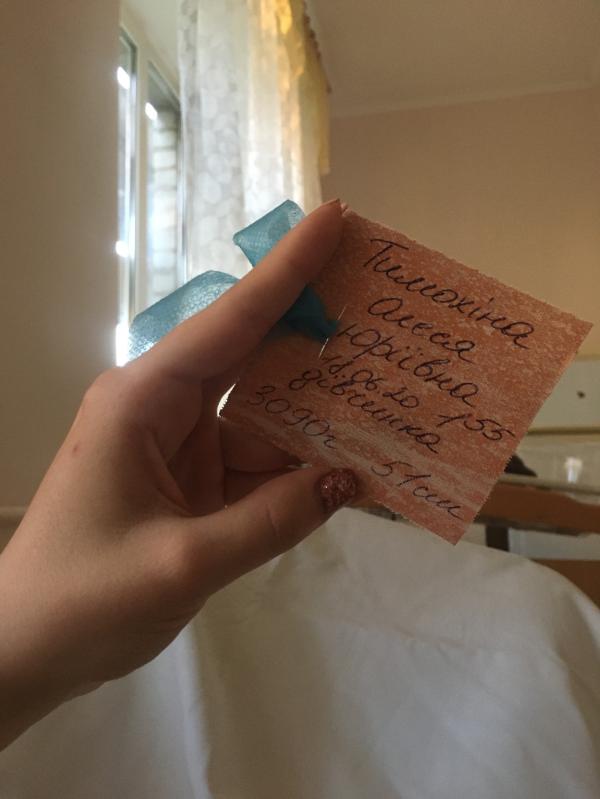 Тимохіна
Олеся
Юріївна
11.06.20 1⁵⁵
дівчинка
3090г 51см